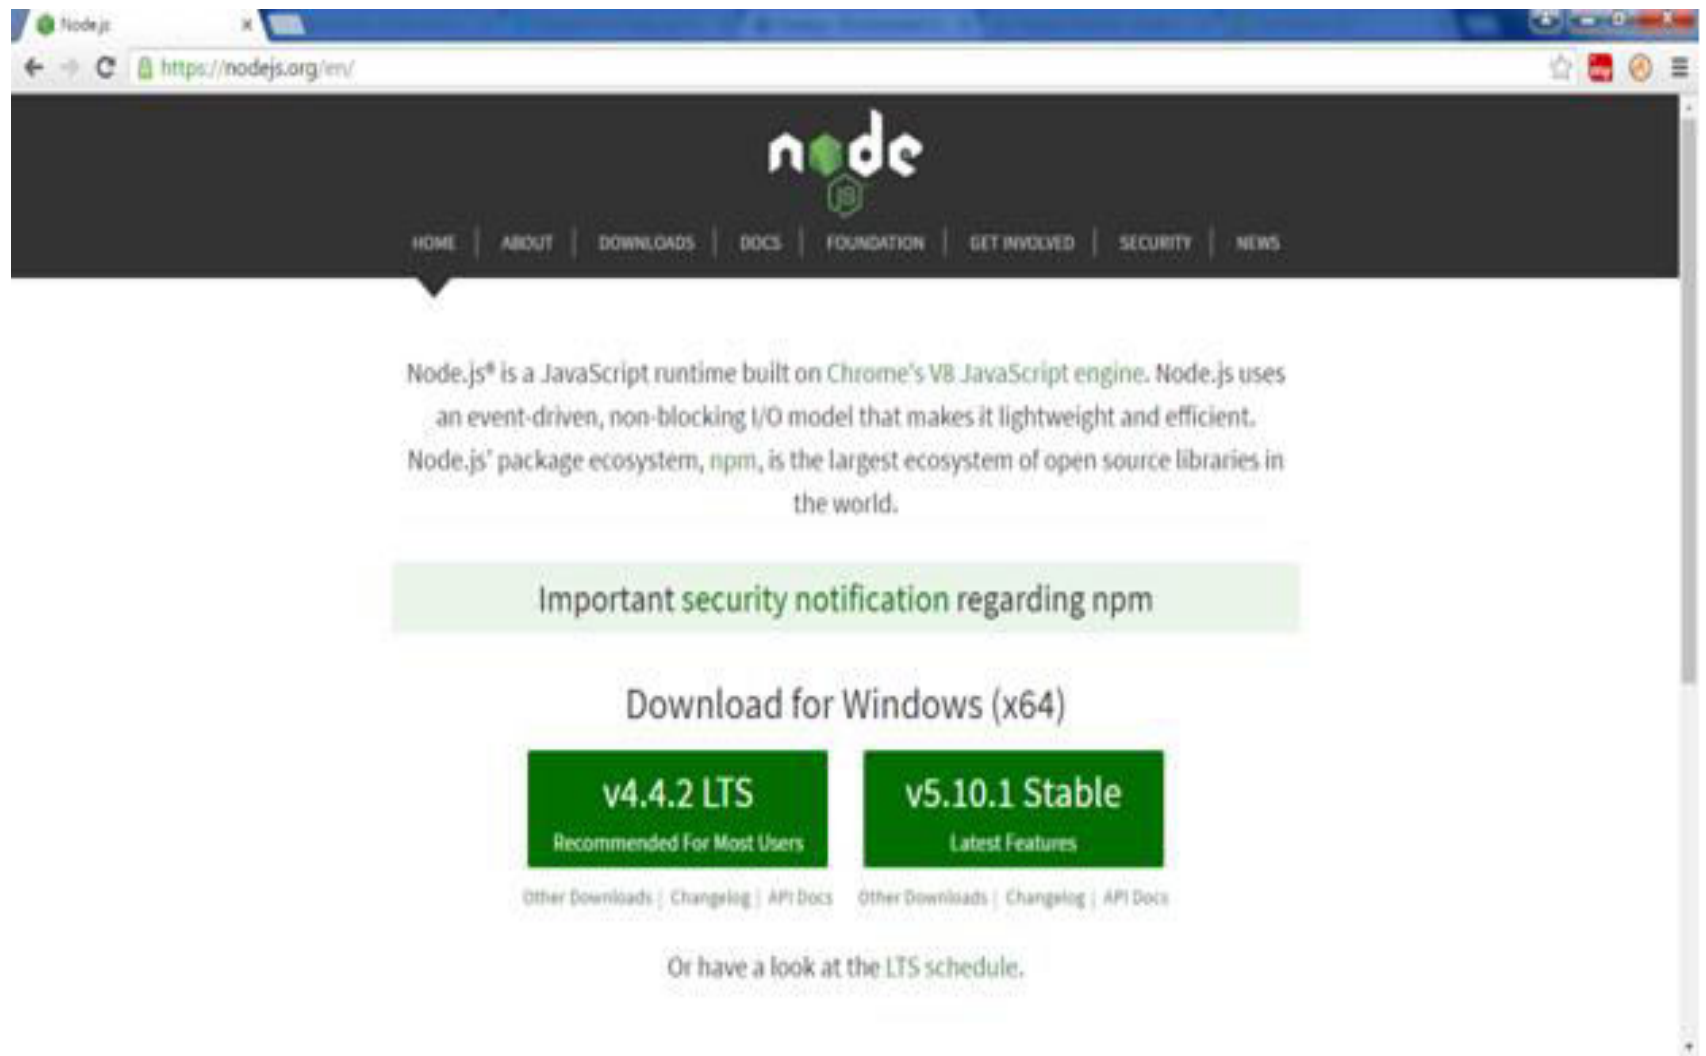 Node.js
https://nodejs.org/en/
node
JS
HOME | ABOUT | DOWNLOADS | DOCS | FOUNDATION | GET INVOLVED | SECURITY | NEWS
Node.js® is a JavaScript runtime built on Chrome's V8 JavaScript engine. Node.js uses
an event-driven, non-blocking I/O model that makes it lightweight and efficient.
Node.js' package ecosystem, npm, is the largest ecosystem of open source libraries in
the world.
Important security notification regarding npm
Download for Windows (x64)
v4.4.2 LTS
Recommended For Most Users
v5.10.1 Stable
Latest Features
Other Downloads | Changelog | API Docs
Other Downloads | Changelog | API Docs
Or have a look at the LTS schedule.